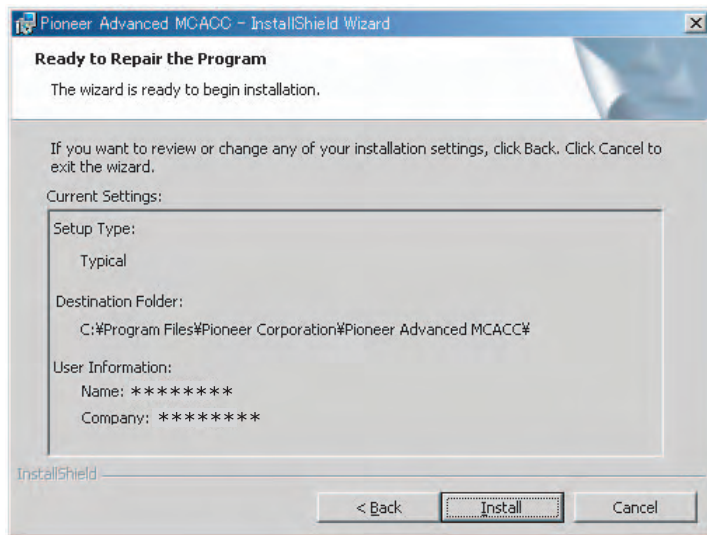 Pioneer Advanced MCACC - InstallShield Wizard
Ready to Repair the Program
The wizard is ready to begin installation.
If you want to review or change any of your installation settings, click Back. Click Cancel to
exit the wizard.
Current Settings:
Setup Type:
Typical
Destination Folder:
C:¥Program Files¥Pioneer Corporation¥Pioneer Advanced MCACC¥
User Information:
Name: ********
Company: ********
InstallShield
< Back
Install
Cancel